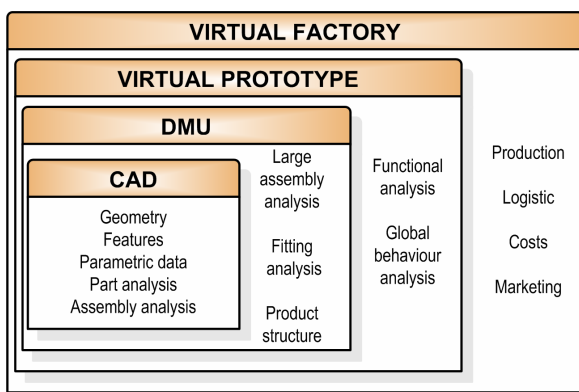 VIRTUAL FACTORY
VIRTUAL PROTOTYPE
DMU
CAD
Geometry
Features
Parametric data
Part analysis
Assembly analysis
Large
assembly
analysis
Fitting
analysis
Product
structure
Functional
analysis
Global
behaviour
analysis
Production
Logistic
Costs
Marketing